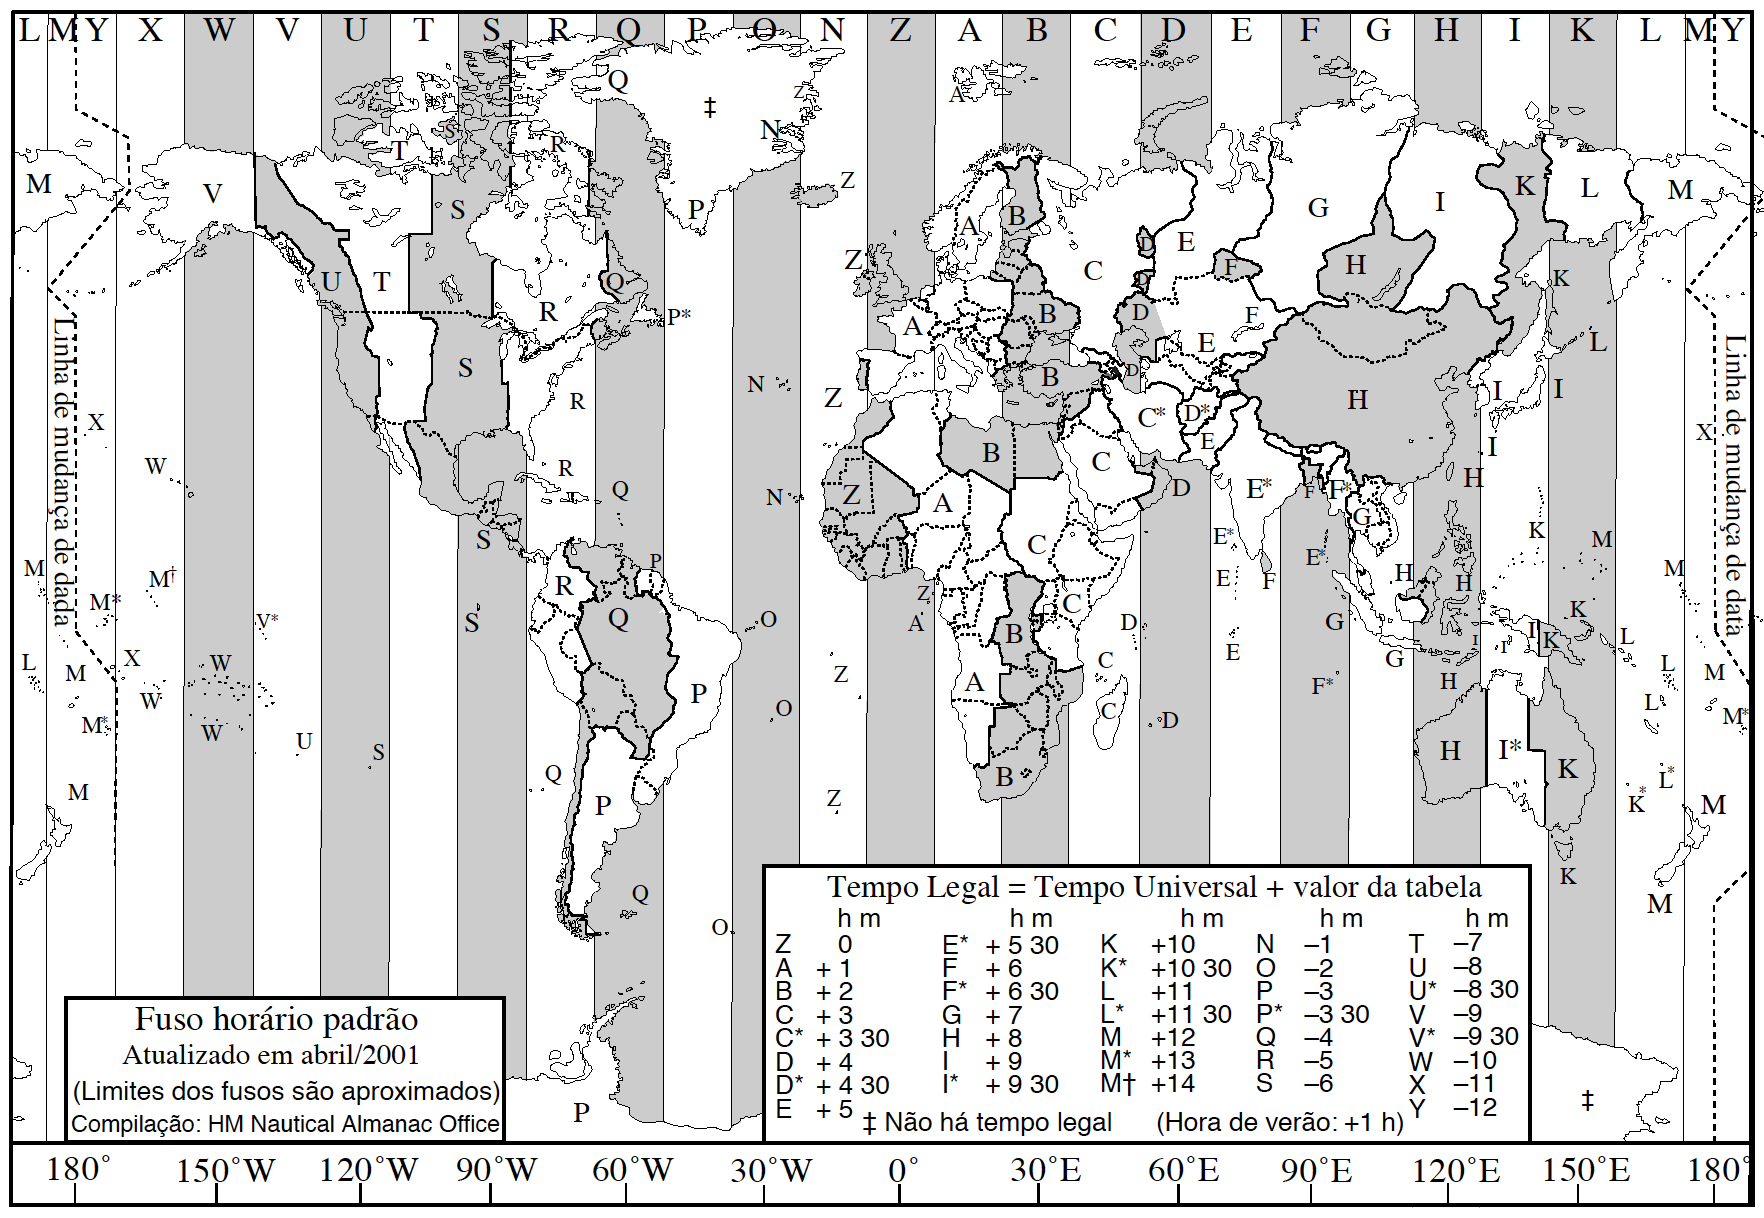 L M Y X W V U T S R Q P O N Z A B C D E F G H I K L M Y
Q
‡
Z
A
N
S
T
R
M
V
S
P
Z
A
B
D
E
G
I
K
L
M
Z
C
D
F
H
K
U
T
R
Q
P*
A
B
D
E
F
L
S
N
Z
B
D
E
C*
D*
H
I
I
X
R
B
C
E
I
X
W
R
Q
N
Z
A
D
E*
F
F*
G
H
S
C
E*
E*
K
M
M
M†
R
P
Z
E
F
H
H
M
M*
V*
S
Q
O
A
B
C
D
G
I
I
K
K
L
L
M
X
W
Z
C
E
G
I
H
L
M
W
P
A
C
F*
L
M*
M*
W
U
S
O
D
H
I*
K
M
Q
P
Z
B
K*
L*
M
Q
O
K
M
P
‡
Linha de mudança de dada
Linha de mudança de data
Tempo Legal = Tempo Universal + valor da tabela
h m h m h m h m h m
Z 0 E* + 5 30 K +10 N –1 T –7
A + 1 F + 6 K* +10 30 O –2 U –8
B + 2 F* + 6 30 L +11 P –3 U* –8 30
C + 3 G + 7 L* +11 30 P* –3 30 V –9
C* + 3 30 H + 8 M +12 Q –4 V* –9 30
D + 4 I + 9 M* +13 R –5 W –10
D* + 4 30 I* + 9 30 M† +14 S –6 X –11
E + 5 Y –12
‡ Não há tempo legal (Hora de verão: +1 h)
Fuso horário padrão
Atualizado em abril/2001
(Limites dos fusos são aproximados)
Compilação: HM Nautical Almanac Office
180° 150°W 120°W 90°W 60°W 30°W 0° 30°E 60°E 90°E 120°E 150°E 180°